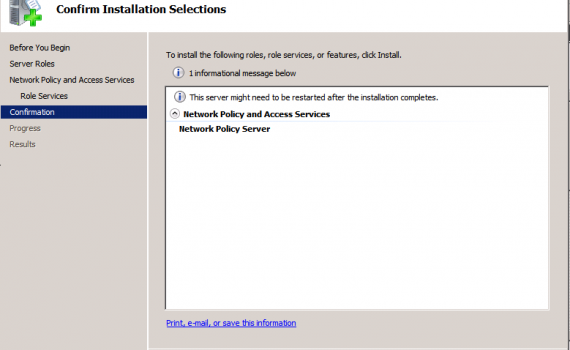 Confirm Installation Selections
Before You Begin
Server Roles
Network Policy and Access Services
Role Services
Confirmation
Progress
Results
To install the following roles, role services, or features, click Install.
1 informational message below
This server might need to be restarted after the installation completes.
Network Policy and Access Services
Network Policy Server
Print, e-mail, or save this information